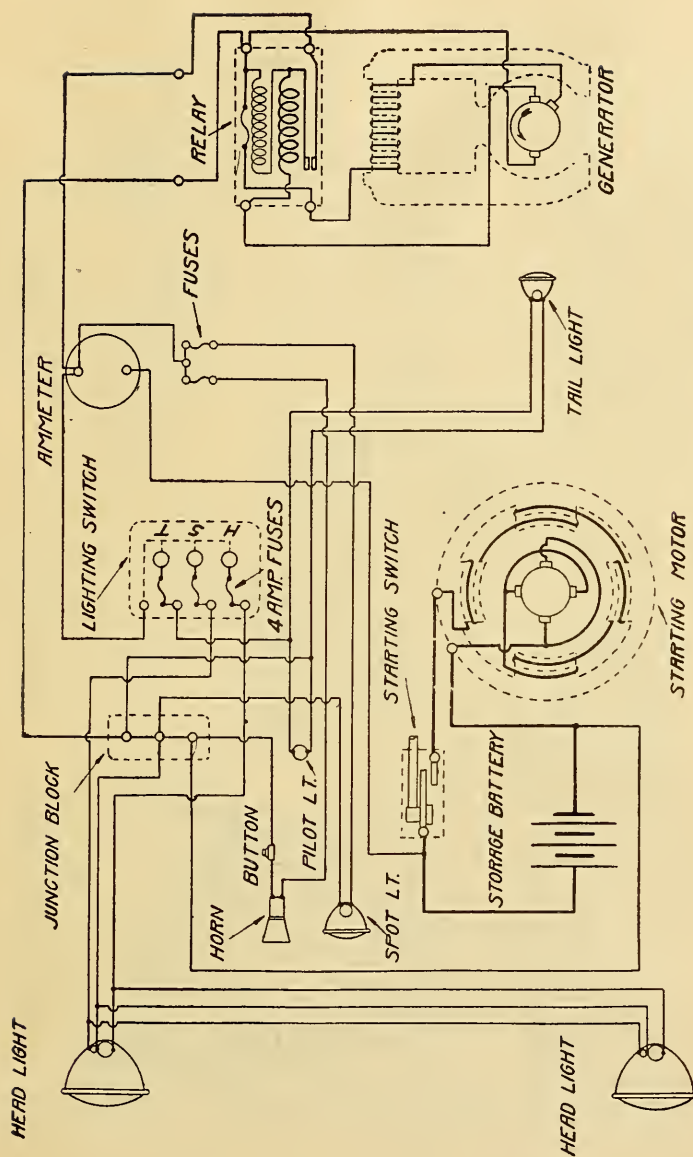 HEAD LIGHT
HEAD LIGHT
JUNCTION BLOCK
LIGHTING SWITCH
AMMETER
T
S
H
4 AMP. FUSES
FUSES
RELAY
HORN
BUTTON
PILOT LT.
SPOT LT.
STORAGE BATTERY
STARTING SWITCH
STARTING MOTOR
TAIL LIGHT
GENERATOR